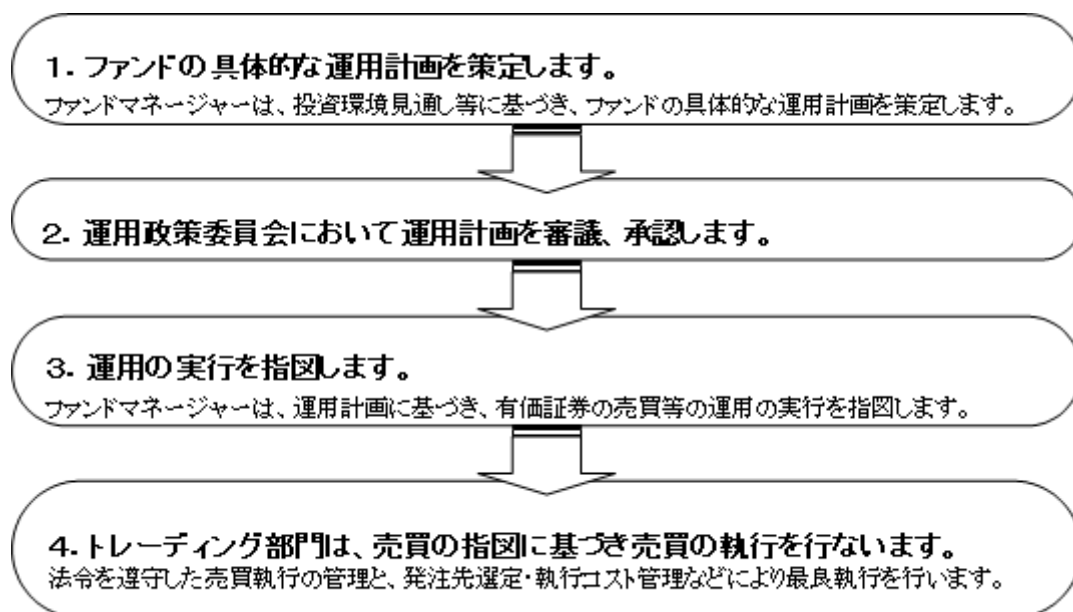 1. ファンドの具体的な運用計画を策定します。
ファンドマネージャーは、投資環境見通し等に基づき、ファンドの具体的な運用計画を策定します。
2. 運用政策委員会において運用計画を審議、承認します。
3. 運用の実行を指図します。
ファンドマネージャーは、運用計画に基づき、有価証券の売買等の運用の実行を指図します。
4. トレーディング部門は、売買の指図に基づき売買の執行を行ないます。
法令を遵守した売買執行の管理と、発注先選定・執行コスト管理などにより最良執行を行います。